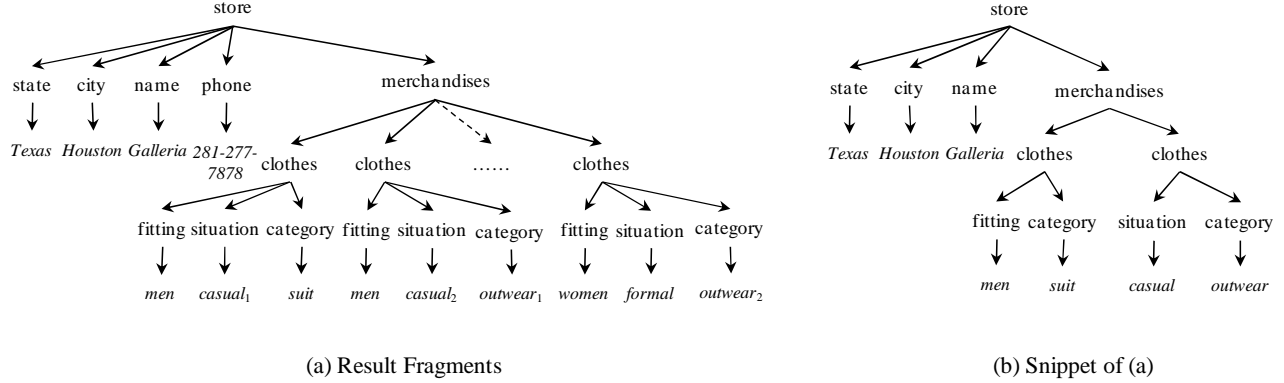 store
state city name phone merchandises
Texas Houston Galleria 281-277-
7878
clothes clothes …… clothes
fitting situation category fitting situation category fitting situation category
men casual₁ suit men casual₂ outwear₁ women formal outwear₂
(a) Result Fragments
store
state city name merchandises
Texas Houston Galleria clothes clothes
fitting category situation category
men suit casual outwear
(b) Snippet of (a)